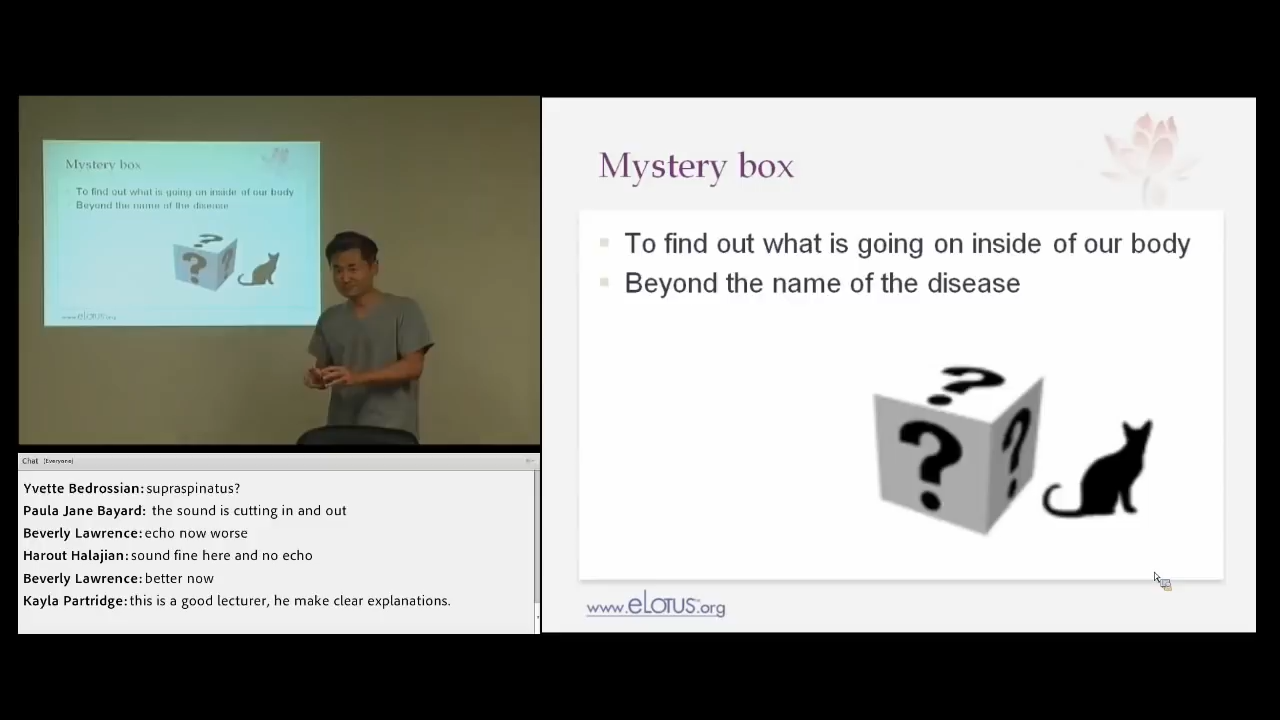 Mystery box
To find out what is going on inside of our body
Beyond the name of the disease
? ? ?
www.eLOTUS.org
Chat (Everyone)
Yvette Bedrossian: supraspinatus?
Paula Jane Bayard: the sound is cutting in and out
Beverly Lawrence: echo now worse
Harout Halajian: sound fine here and no echo
Beverly Lawrence: better now
Kayla Partridge: this is a good lecturer, he make clear explanations.
Mystery box
To find out what is going on inside of our body
Beyond the name of the disease
? ? ?
www.eLOTUS.org